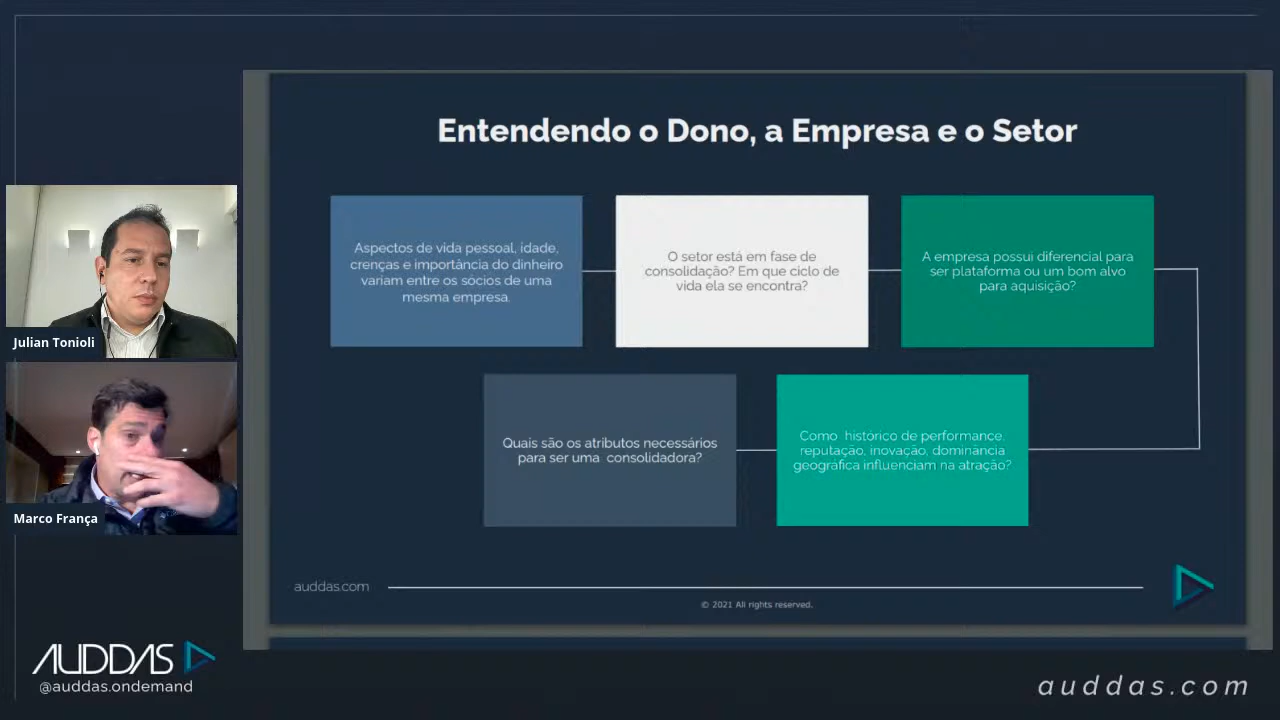 Entendendo o Dono, a Empresa e o Setor
Aspectos de vida pessoal, idade,
crenças e importância do dinheiro
variam entre os sócios de uma
mesma empresa.
O setor está em fase de
consolidação? Em que ciclo de
vida ela se encontra?
A empresa possui diferencial para
ser plataforma ou um bom alvo
para aquisição?
Quais são os atributos necessários
para ser uma consolidadora?
Como histórico de performance,
reputação, inovação, dominância
geográfica influenciam na atração?
auddas.com
© 2021 All rights reserved.
Julian Tonioli
Marco França
AUDDAS
@auddas.ondemand
auddas.com